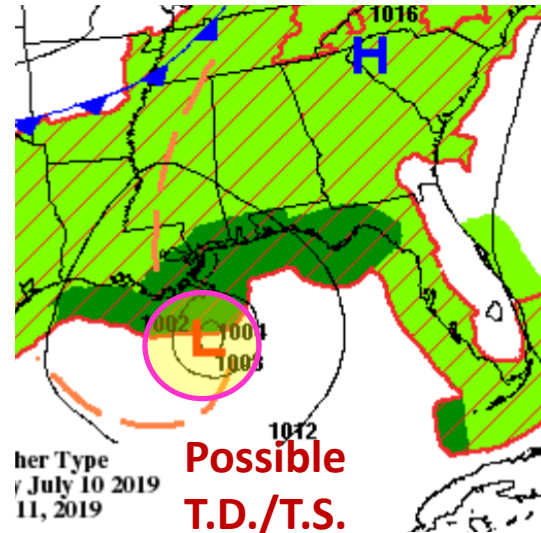 1016
H
1002
1004
L
1008
1012
her Type
Possible
y July 10 2019
11, 2019
T.D./T.S.